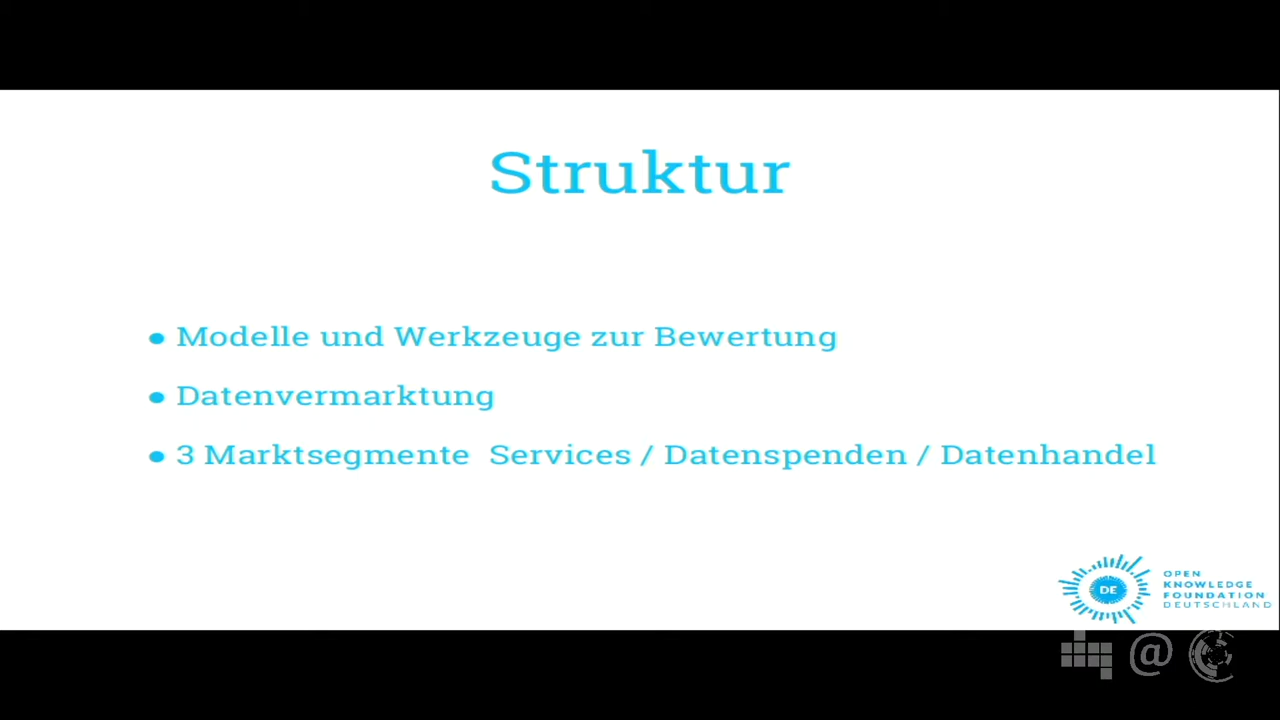 Struktur
• Modelle und Werkzeuge zur Bewertung
• Datenvermarktung
• 3 Marktsegmente  Services / Datenspenden / Datenhandel
DE
OPEN
KNOWLEDGE
FOUNDATION
DEUTSCHLAND
@